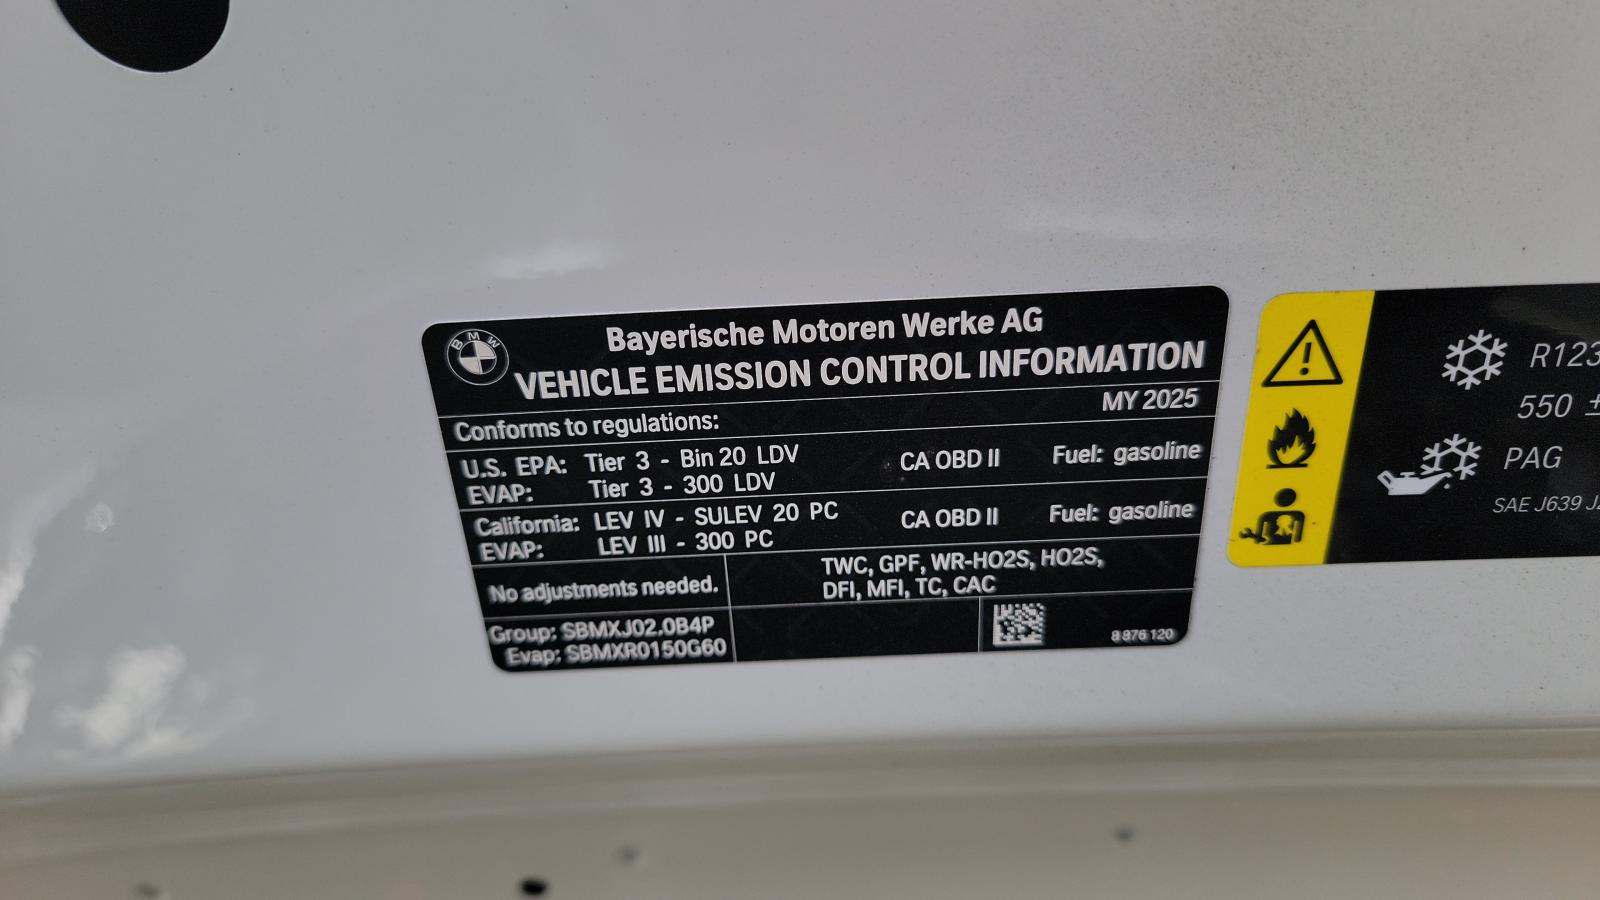 BMW
Bayerische Motoren Werke AG
VEHICLE EMISSION CONTROL INFORMATION
Conforms to regulations: MY 2025
U.S. EPA: Tier 3 - Bin 20 LDV CA OBD II Fuel: gasoline
EVAP: Tier 3 - 300 LDV
California: LEV IV - SULEV 20 PC CA OBD II Fuel: gasoline
EVAP: LEV III - 300 PC
No adjustments needed. TWC, GPF, WR-HO2S, HO2S,
DFI, MFI, TC, CAC
Group: SBMXJ02.0B4P
Evap: SBMXR0150G60
8 876 120
R123
550 ±
PAG
SAE J639